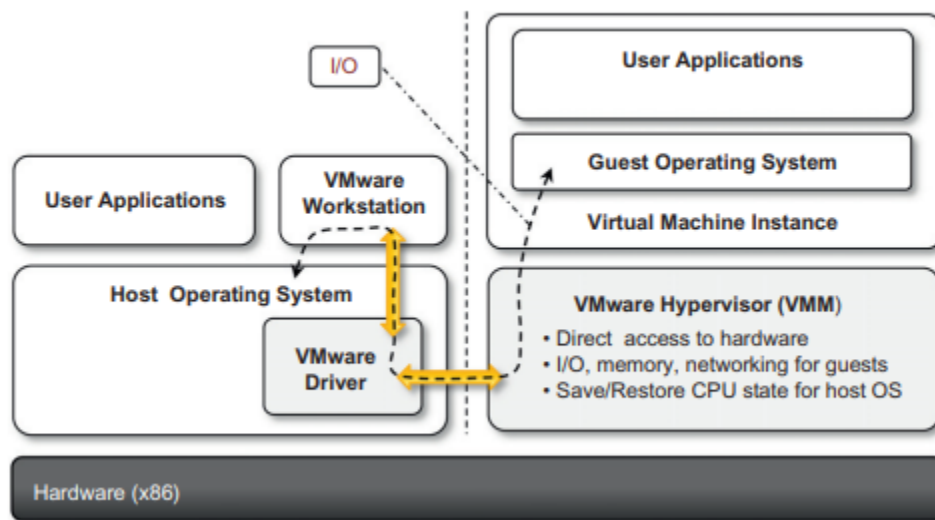 I/O
User Applications
Guest Operating System
Virtual Machine Instance
User Applications
VMware
Workstation
Host Operating System
VMware
Driver
VMware Hypervisor (VMM)
• Direct access to hardware
• I/O, memory, networking for guests
• Save/Restore CPU state for host OS
Hardware (x86)